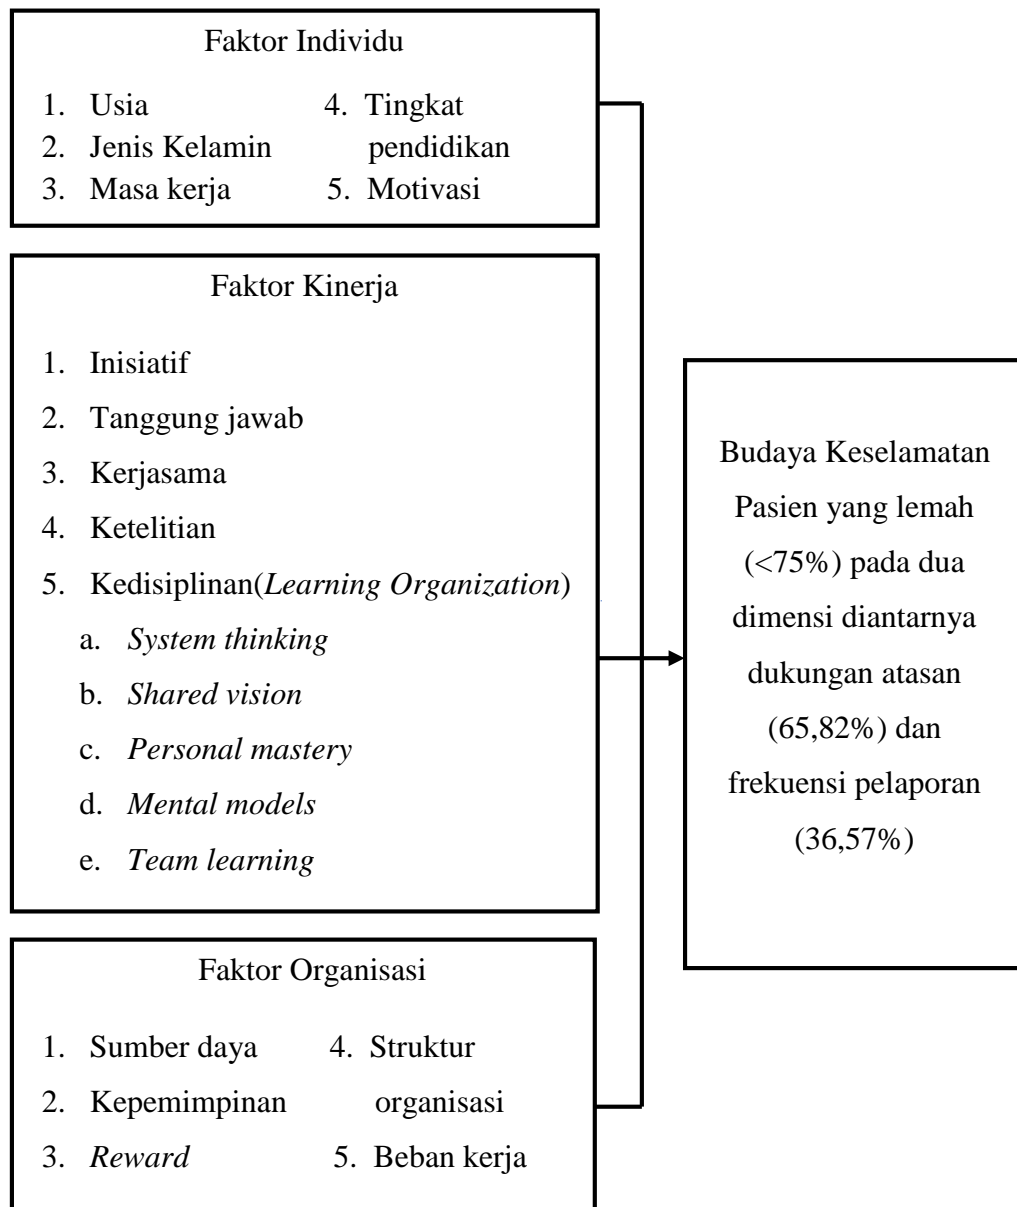 Faktor Individu
1. Usia
2. Jenis Kelamin
3. Masa kerja
4. Tingkat
pendidikan
5. Motivasi
Faktor Kinerja
1. Inisiatif
2. Tanggung jawab
3. Kerjasama
4. Ketelitian
5. Kedisiplinan(Learning Organization)
a. System thinking
b. Shared vision
c. Personal mastery
d. Mental models
e. Team learning
Faktor Organisasi
1. Sumber daya
2. Kepemimpinan
3. Reward
4. Struktur
organisasi
5. Beban kerja
Budaya Keselamatan
Pasien yang lemah
(<75%) pada dua
dimensi diantarnya
dukungan atasan
(65,82%) dan
frekuensi pelaporan
(36,57%)